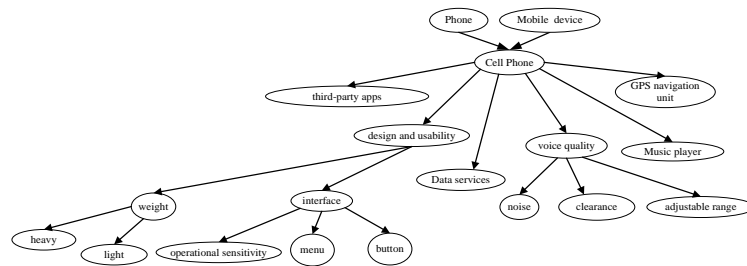 Phone
Mobile device
Cell Phone
third-party apps
GPS navigation
unit
design and usability
voice quality
Music player
Data services
weight
interface
noise
clearance
adjustable range
heavy
light
operational sensitivity
menu
button